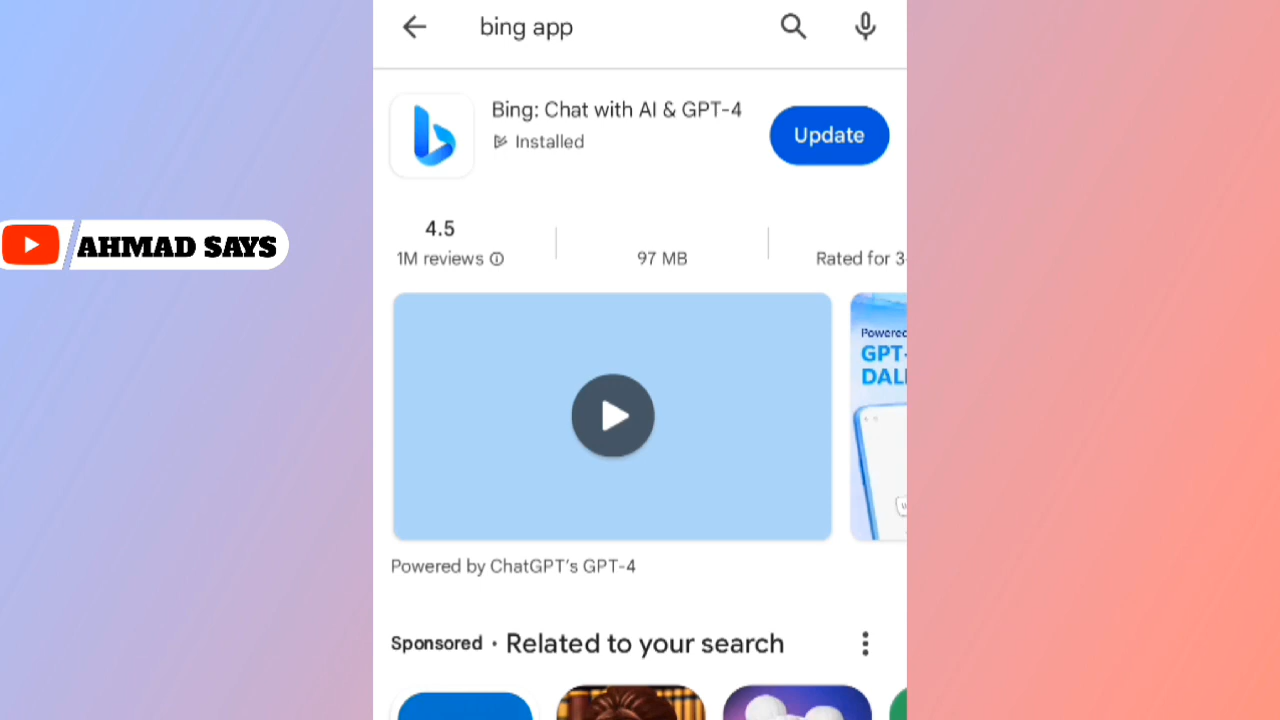 bing app
Bing: Chat with AI & GPT-4
Installed
Update
AHMAD SAYS
4.5
1M reviews
97 MB
Rated for 3
Powered
GPT-
DALL
Powered by ChatGPT's GPT-4
Sponsored · Related to your search